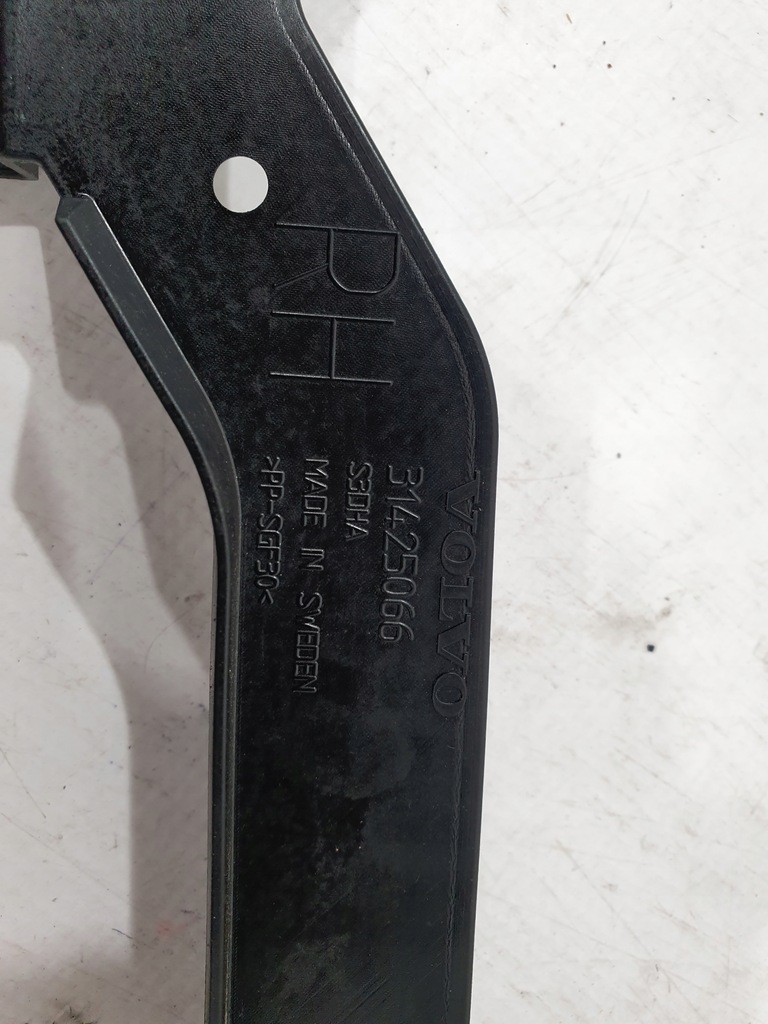 RH
VOLVO
31425066
S3DHA
MADE IN SWEDEN
>PP-SGF30<